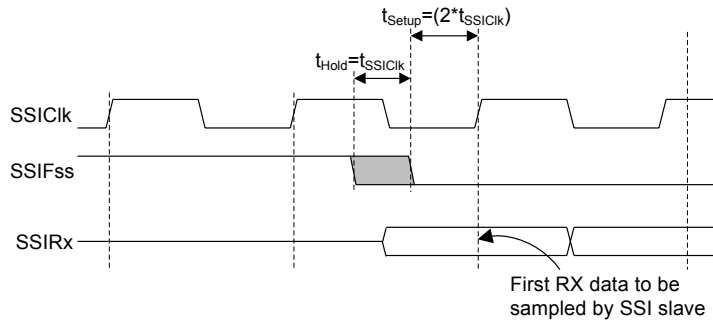 tSetup=(2*tSSIClk)
tHold=tSSIClk
SSIClk
SSIFss
SSIRx
First RX data to be
sampled by SSI slave